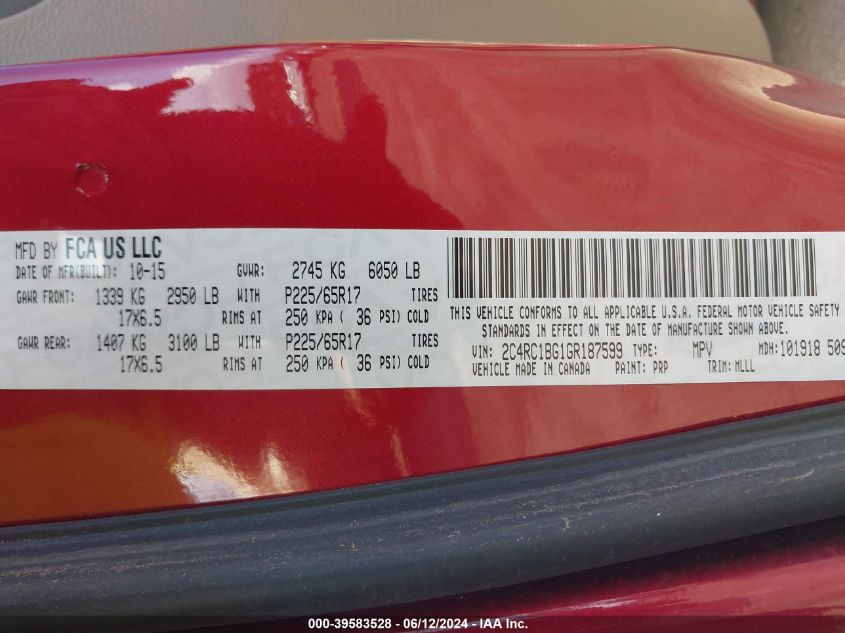 MFD BY FCA US LLC
DATE OF MFR(BUILT): 10-15 GVWR: 2745 KG 6050 LB
GAWR FRONT: 1339 KG 2950 LB WITH P225/65R17 TIRES
17X6.5 RIMS AT 250 KPA ( 36 PSI) COLD
GAWR REAR: 1407 KG 3100 LB WITH P225/65R17 TIRES
17X6.5 RIMS AT 250 KPA ( 36 PSI) COLD
THIS VEHICLE CONFORMS TO ALL APPLICABLE U.S.A. FEDERAL MOTOR VEHICLE SAFETY
STANDARDS IN EFFECT ON THE DATE OF MANUFACTURE SHOWN ABOVE.
VIN: 2C4RC1BG1GR187599 TYPE: MPV MDH:101918 509
VEHICLE MADE IN CANADA PAINT: PRP TRIM: MLLL
000-39583528 - 06/12/2024 - IAA Inc.